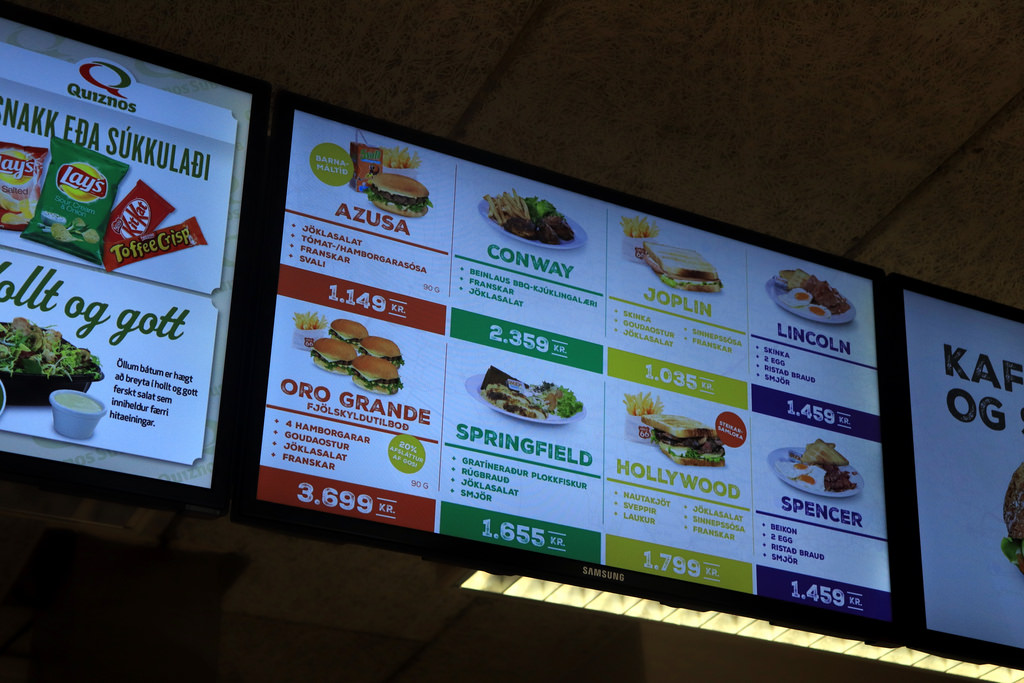 Quiznos
SNAKK EÐA SÚKKULAÐI
Lay's
Salted
Lay's
Sour Cream
& Onion
KitKat
Toffee Crisp
ollt og gott
Öllum bátum er hægt
að breyta í hollt og gott
ferskt salat sem
inniheldur færri
hitaeiningar.
BARNA-
MÁLTÍÐ
AZUSA
• JÖKLASALAT
• TÓMAT-/HAMBORGARASÓSA
• FRANSKAR
• SVALI
90 G
1.149 KR.
CONWAY
• BEINLAUS BBQ-KJÚKLINGALÆRI
• FRANSKAR
• JÖKLASALAT
2.359 KR.
JOPLIN
• SKINKA
• GOUDAOSTUR
• JÖKLASALAT
• SINNEPSSÓSA
• FRANSKAR
1.035 KR.
LINCOLN
• SKINKA
• 2 EGG
• RISTAÐ BRAUÐ
• SMJÖR
1.459 KR.
ORO GRANDE
FJÖLSKYLDUTILBOÐ
• 4 HAMBORGARAR
• GOUDAOSTUR
• JÖKLASALAT
• FRANSKAR
20%
AFSLÁTTUR
AF GOSI
90 G
3.699 KR.
SPRINGFIELD
• GRATÍNERAÐUR PLOKKFISKUR
• RÚGBRAUÐ
• JÖKLASALAT
• SMJÖR
1.655 KR.
STEIKAR-
SAMLOKA
HOLLYWOOD
• NAUTAKJÖT
• SVEPPIR
• LAUKUR
• JÖKLASALAT
• SINNEPSSÓSA
• FRANSKAR
1.799 KR.
SPENCER
• BEIKON
• 2 EGG
• RISTAÐ BRAUÐ
• SMJÖR
1.459 KR.
SAMSUNG
KAF
OG